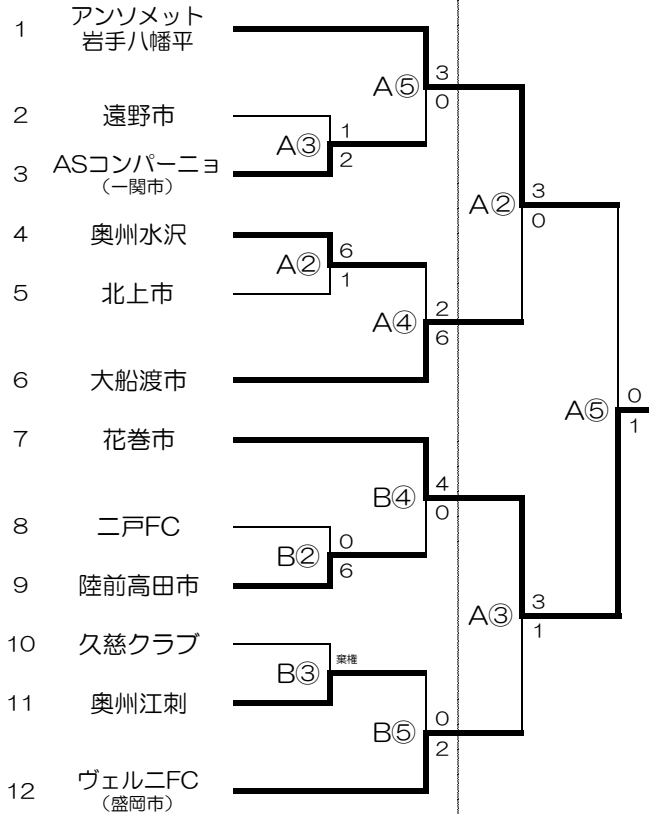 1 アンソメット
岩手八幡平
3
A⑤
0
2 遠野市
1
A③
2
3 ASコンパーニョ
(一関市)
3
A②
0
4 奥州水沢
6
A②
1
5 北上市
2
A④
6
6 大船渡市
0
A⑤
1
7 花巻市
4
B④
0
8 二戸FC
0
B②
6
9 陸前高田市
3
A③
1
10 久慈クラブ
棄権
B③
11 奥州江刺
0
B⑤
2
12 ヴェルニFC
(盛岡市)